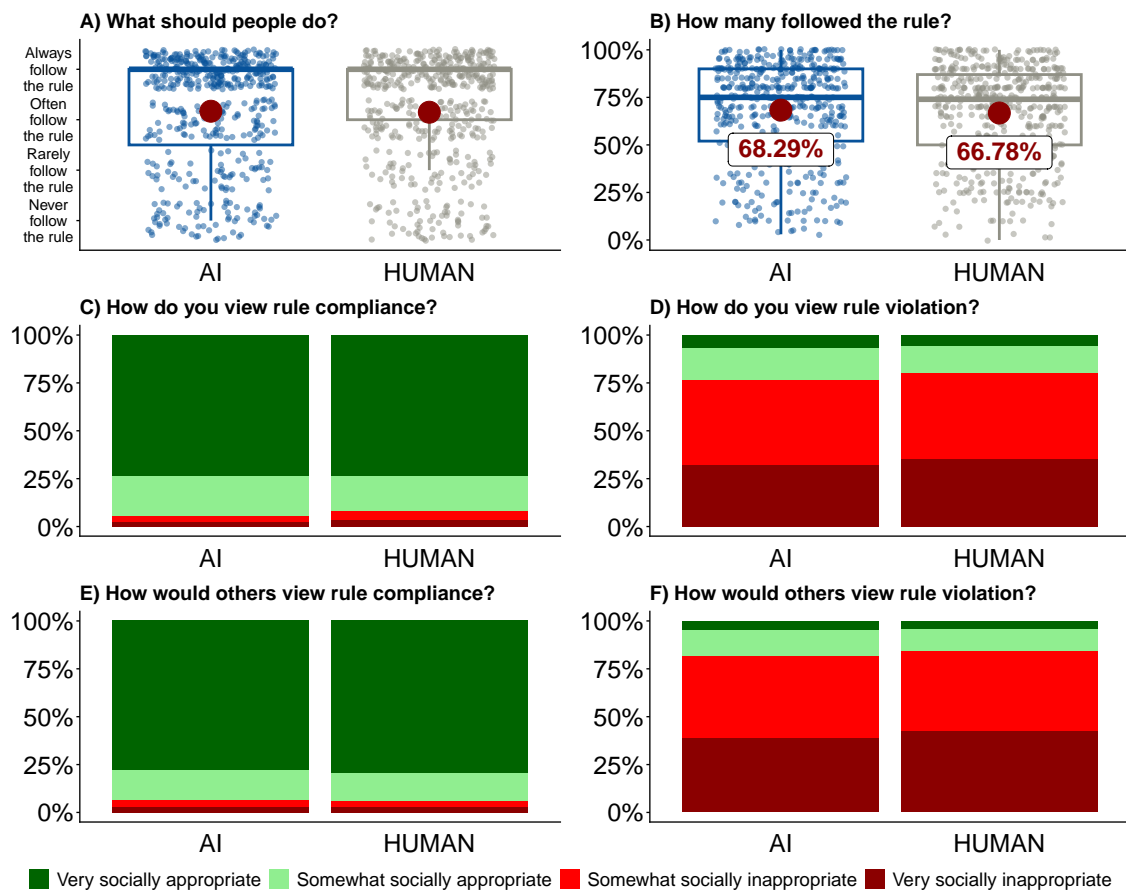 A) What should people do?
Always
follow
the rule
Often
follow
the rule
Rarely
follow
the rule
Never
follow
the rule
AI
HUMAN
B) How many followed the rule?
100%
75%
50%
25%
0%
68.29%
66.78%
AI
HUMAN
C) How do you view rule compliance?
100%
75%
50%
25%
0%
AI
HUMAN
D) How do you view rule violation?
100%
75%
50%
25%
0%
AI
HUMAN
E) How would others view rule compliance?
100%
75%
50%
25%
0%
AI
HUMAN
F) How would others view rule violation?
100%
75%
50%
25%
0%
AI
HUMAN
Very socially appropriate Somewhat socially appropriate Somewhat socially inappropriate Very socially inappropriate